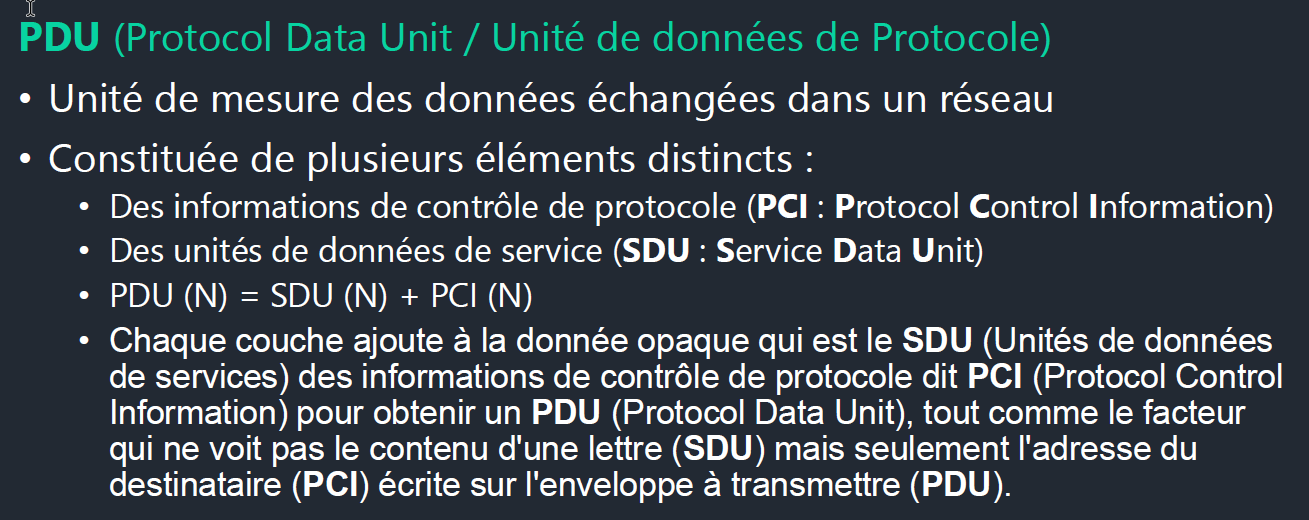 PDU (Protocol Data Unit / Unité de données de Protocole)
• Unité de mesure des données échangées dans un réseau
• Constituée de plusieurs éléments distincts :
• Des informations de contrôle de protocole (PCI : Protocol Control Information)
• Des unités de données de service (SDU : Service Data Unit)
• PDU (N) = SDU (N) + PCI (N)
• Chaque couche ajoute à la donnée opaque qui est le SDU (Unités de données
de services) des informations de contrôle de protocole dit PCI (Protocol Control
Information) pour obtenir un PDU (Protocol Data Unit), tout comme le facteur
qui ne voit pas le contenu d'une lettre (SDU) mais seulement l'adresse du
destinataire (PCI) écrite sur l'enveloppe à transmettre (PDU).